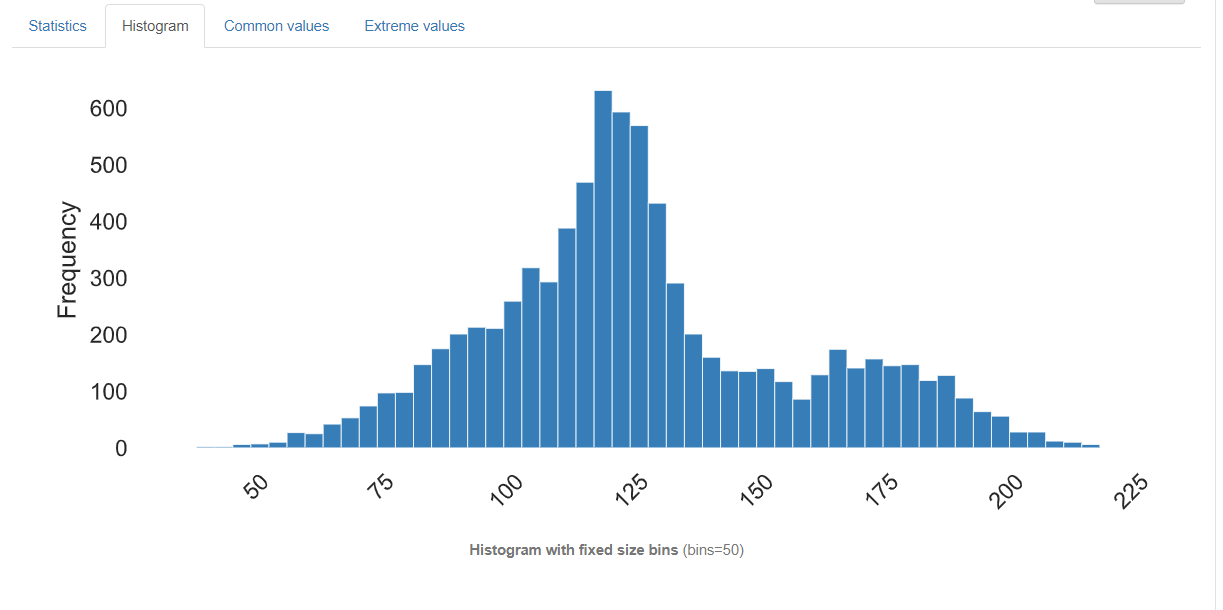 Statistics Histogram Common values Extreme values
600
500
400
300
200
100
0
Frequency
50 75 100 125 150 175 200 225
Histogram with fixed size bins (bins=50)